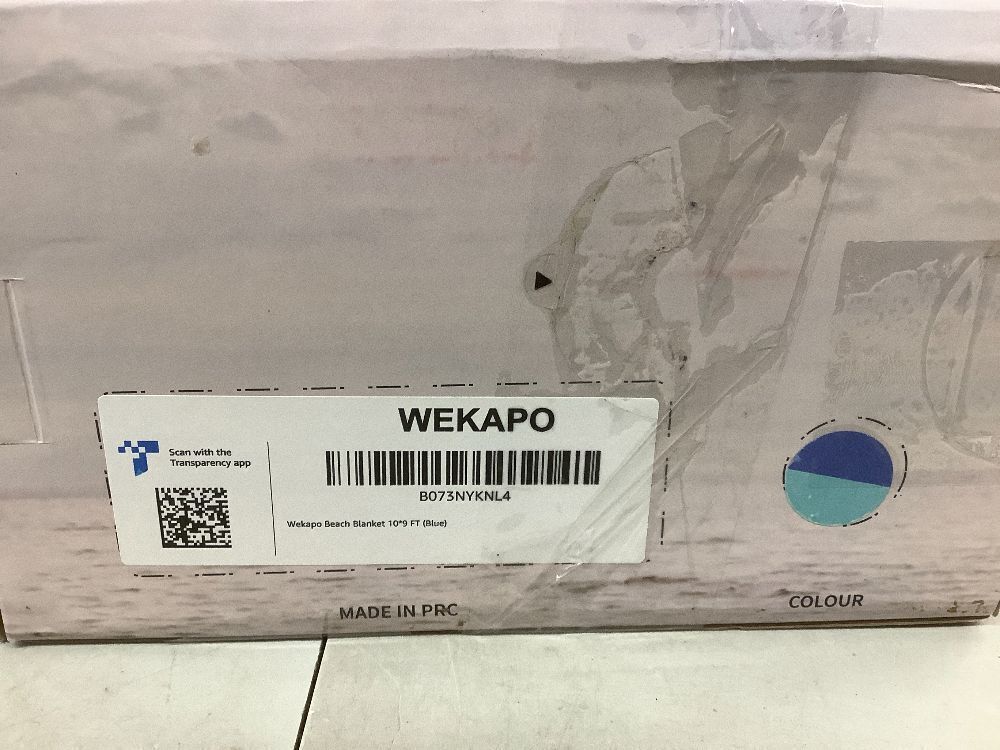 WEKAPO
Scan with the
Transparency app
B073NYKNL4
Wekapo Beach Blanket 10*9 FT (Blue)
MADE IN PRC
COLOUR